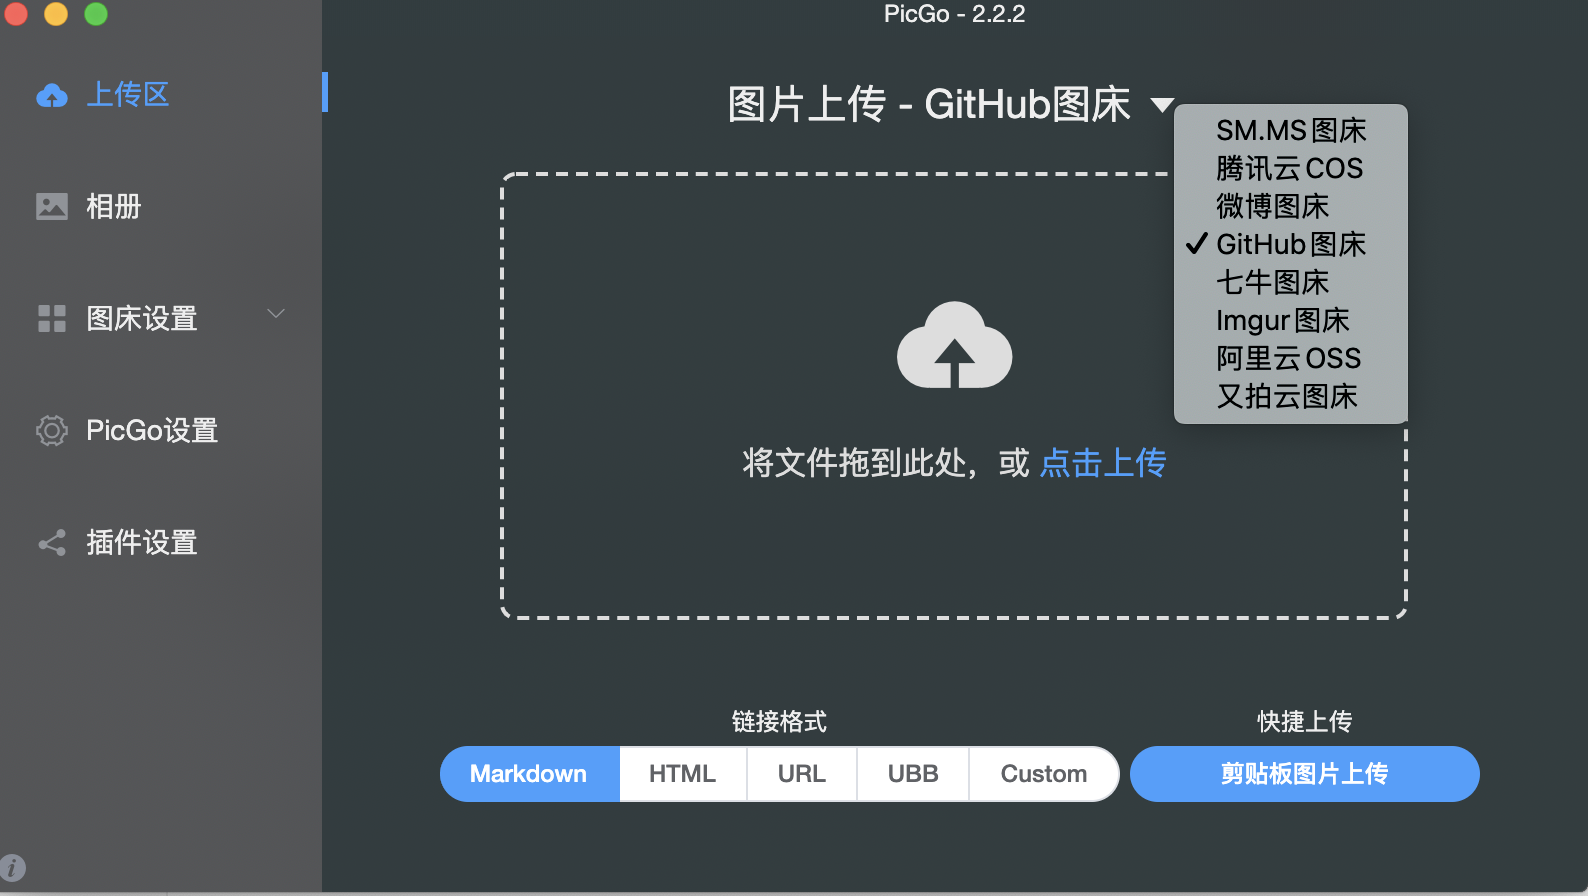 PicGo - 2.2.2
上传区
相册
图床设置
PicGo设置
插件设置
图片上传 - GitHub图床
SM.MS图床
腾讯云COS
微博图床
GitHub图床
七牛图床
Imgur图床
阿里云OSS
又拍云图床
将文件拖到此处，或 点击上传
链接格式
Markdown HTML URL UBB Custom
快捷上传
剪贴板图片上传
i